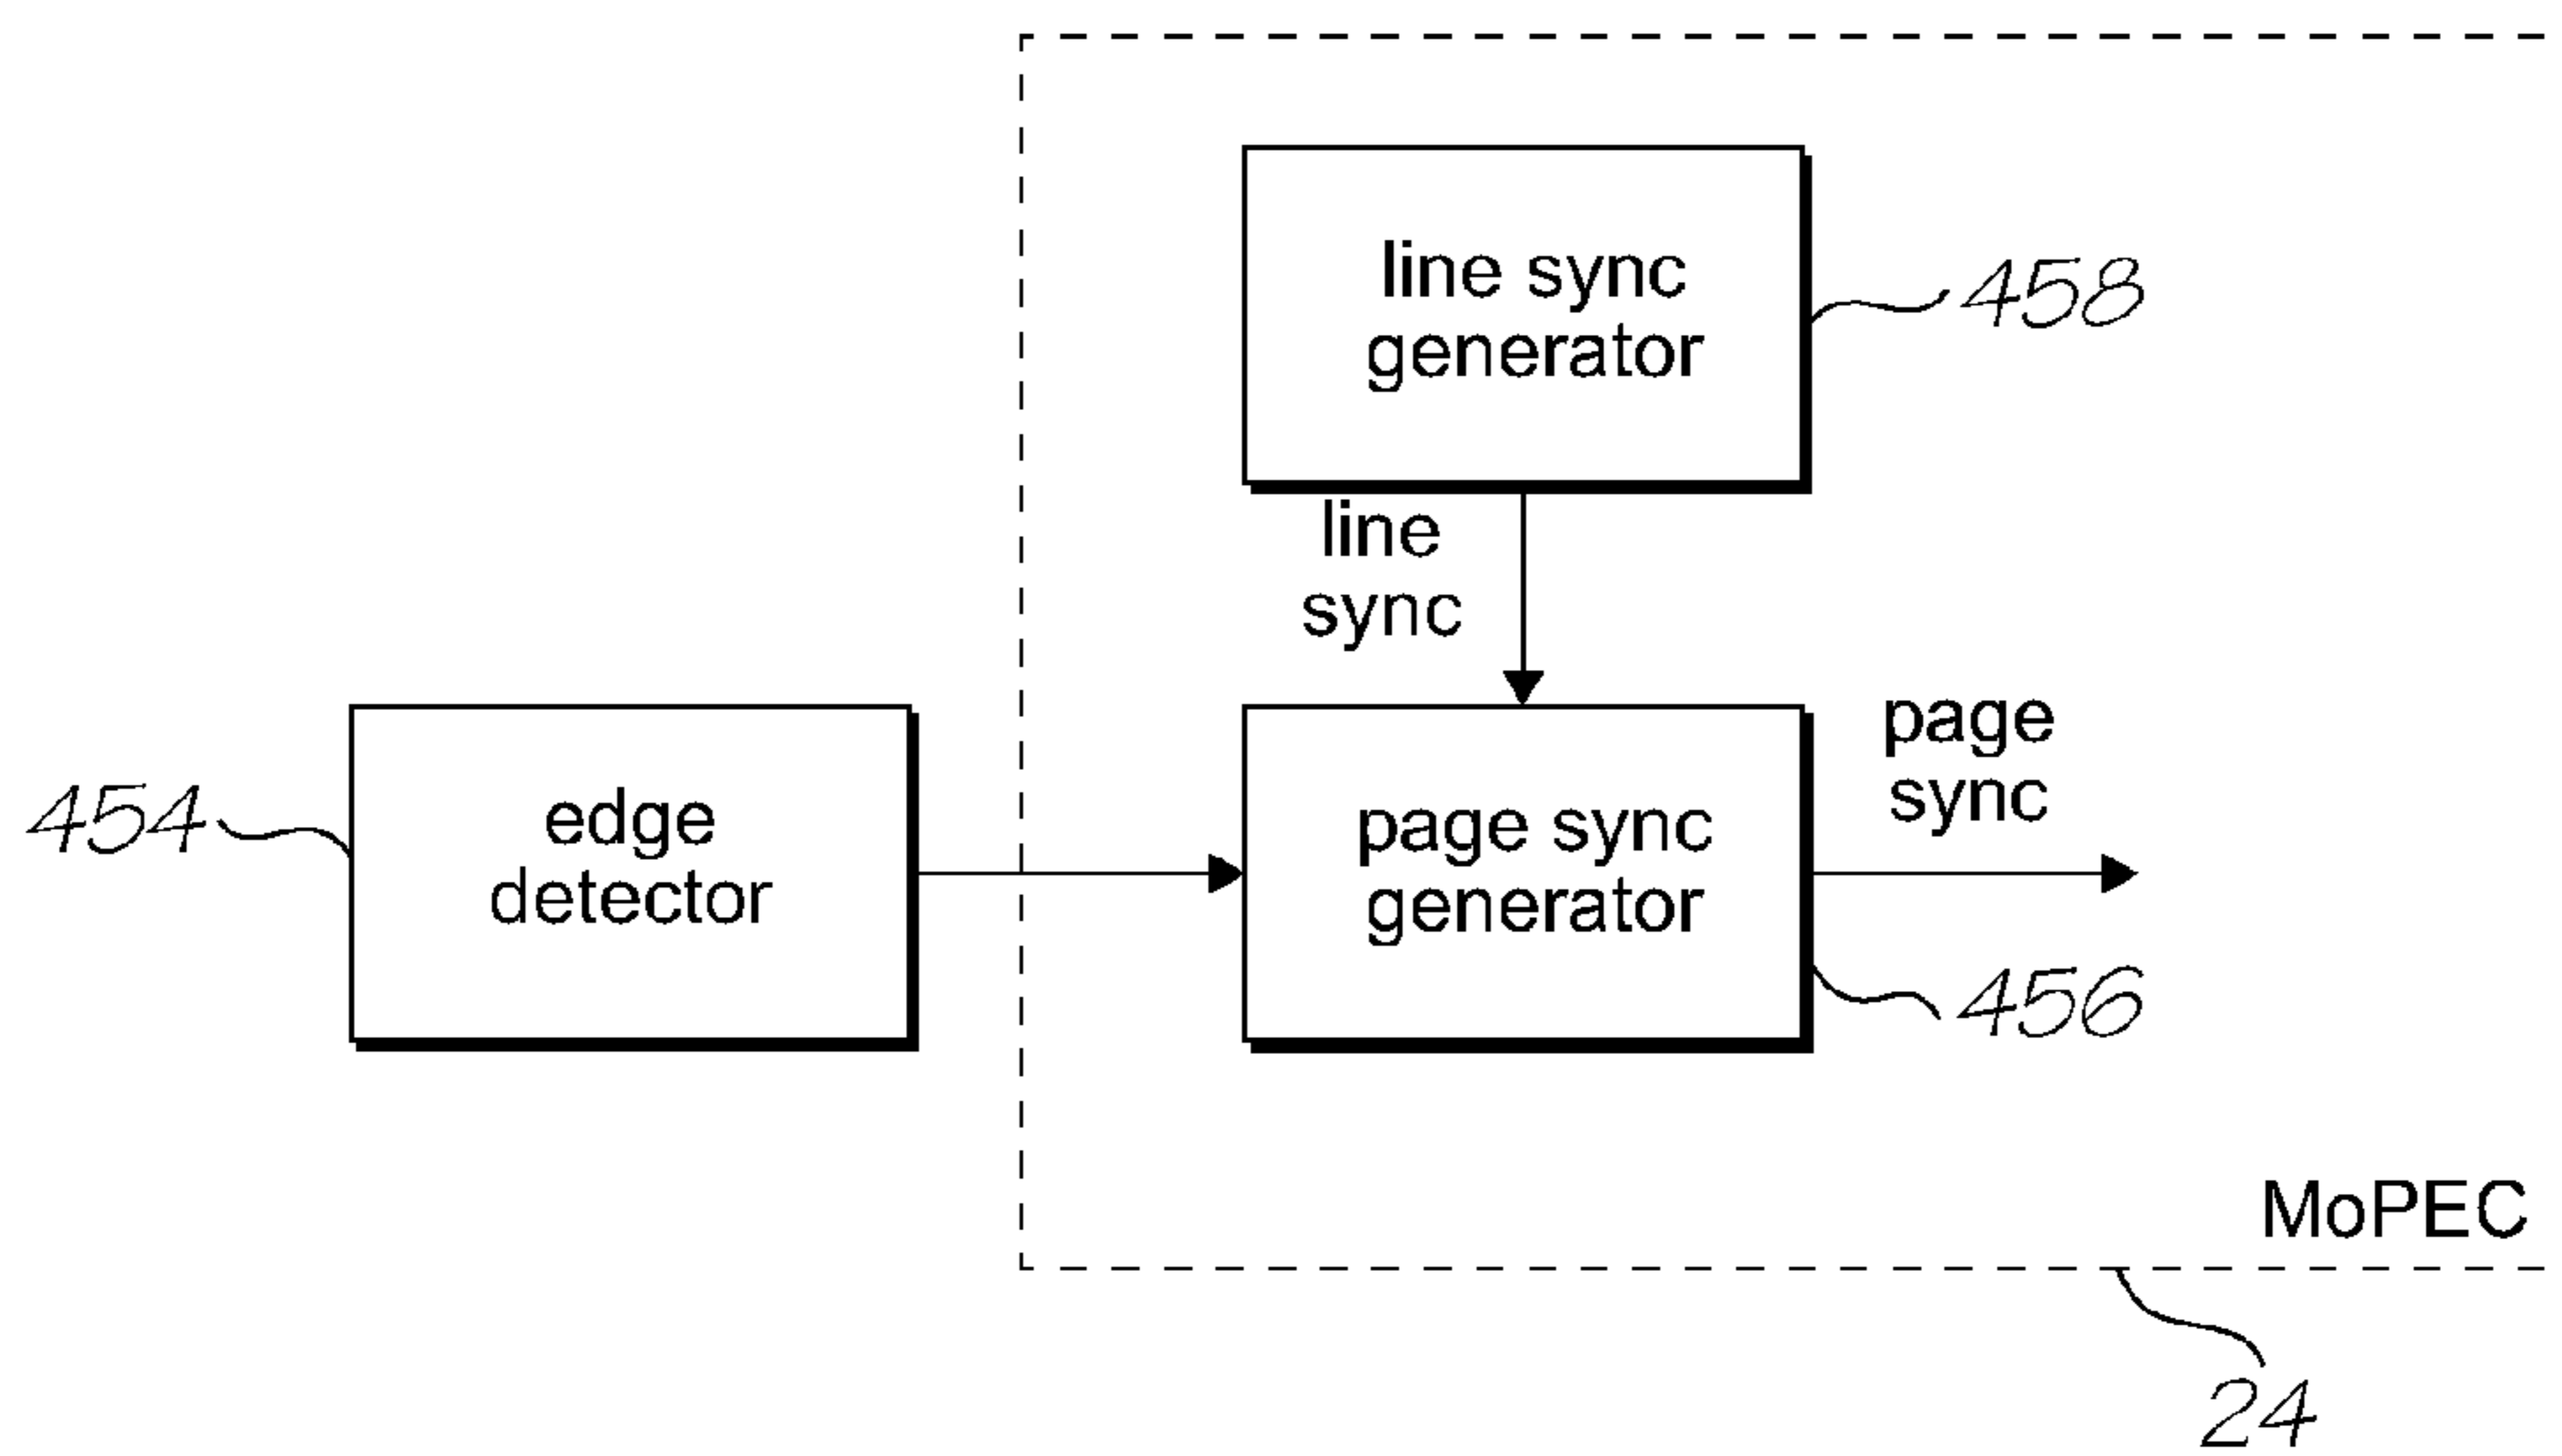 line sync
generator
458
line
sync
page
sync
454
edge
detector
page sync
generator
456
MoPEC
24